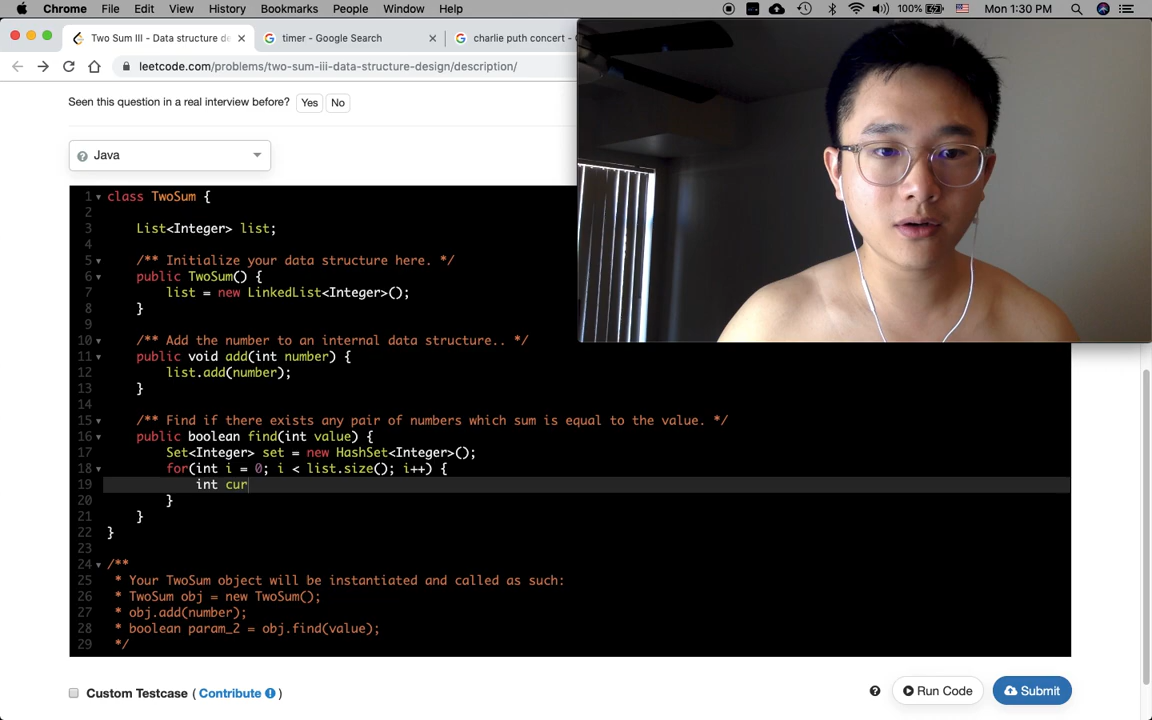 Chrome File Edit View History Bookmarks People Window Help 100% Mon 1:30 PM
Two Sum III - Data structure de timer - Google Search charlie puth concert - G
leetcode.com/problems/two-sum-iii-data-structure-design/description/
Seen this question in a real interview before? Yes No
Java
1 class TwoSum {
2
3 List<Integer> list;
4
5 /** Initialize your data structure here. */
6 public TwoSum() {
7 list = new LinkedList<Integer>();
8 }
9
10 /** Add the number to an internal data structure.. */
11 public void add(int number) {
12 list.add(number);
13 }
14
15 /** Find if there exists any pair of numbers which sum is equal to the value. */
16 public boolean find(int value) {
17 Set<Integer> set = new HashSet<Integer>();
18 for(int i = 0; i < list.size(); i++) {
19 int cur
20 }
21 }
22 }
23
24 /**
25 * Your TwoSum object will be instantiated and called as such:
26 * TwoSum obj = new TwoSum();
27 * obj.add(number);
28 * boolean param_2 = obj.find(value);
29 */
Custom Testcase ( Contribute ) ? Run Code Submit